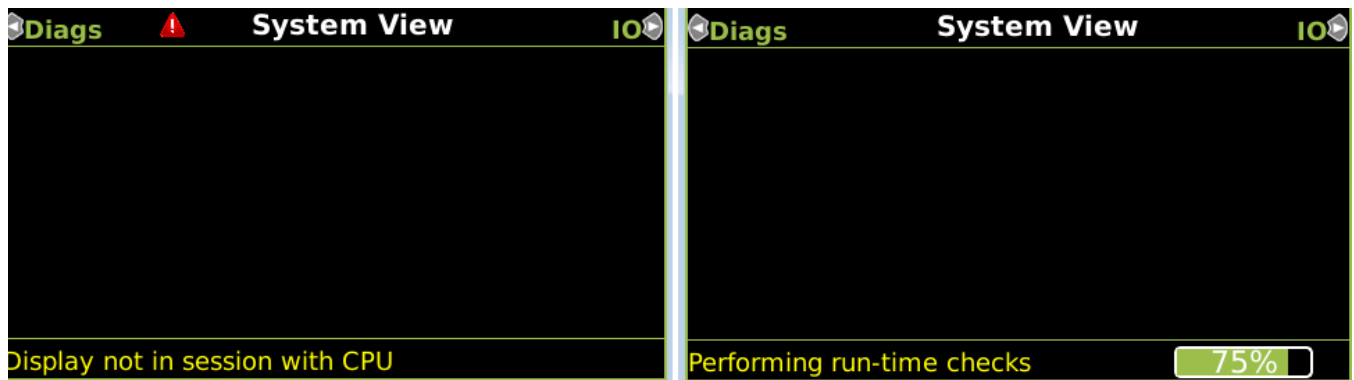 Diags System View IO
Display not in session with CPU
Diags System View IO
Performing run-time checks 75%